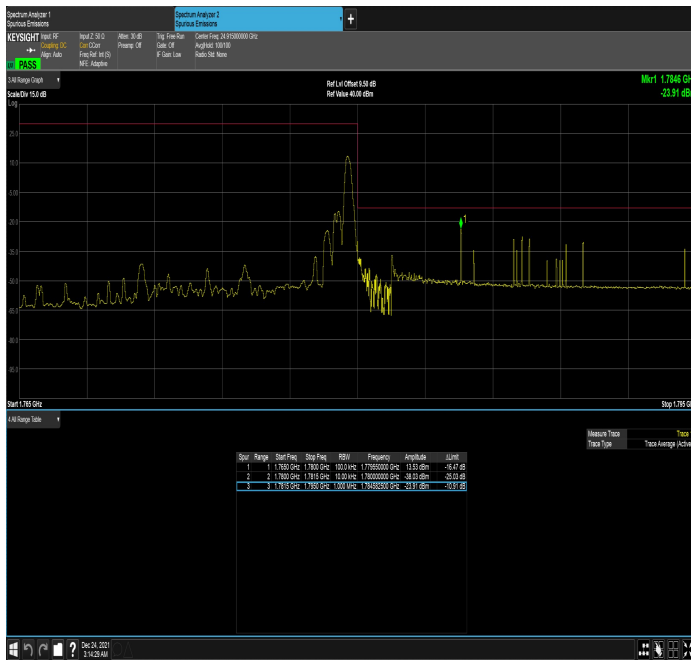 Spectrum Analyzer 1
Spurious Emissions
Spectrum Analyzer 2
Spurious Emissions
+
KEYSIGHT
Input: RF
Coupling: DC
Align: Auto
Input Z: 50 Ω
Corr CCorr
Freq Ref: Int (S)
NFE: Adaptive
Atten: 30 dB
Preamp: Off
Trig: Free Run
Gate: Off
IF Gain: Low
Center Freq: 24.915000000 GHz
Avg|Hold: 100/100
Radio Std: None
PASS
3 All Range Graph
Scale/Div 15.0 dB
Log
Ref Lvl Offset 9.50 dB
Ref Value 40.00 dBm
Mkr1 1.7846 GH
-23.91 dB
25.0
10.0
-5.00
-20.0
-35.0
-50.0
-65.0
-80.0
-95.0
1
Start 1.765 GHz
Stop 1.795 G
4 All Range Table
Measure Trace Trace
Trace Type Trace Average (Active
Spur Range Start Freq Stop Freq RBW Frequency Amplitude ΔLimit
1 1 1.7650 GHz 1.7800 GHz 100.0 kHz 1.779550000 GHz 13.53 dBm -16.47 dB
2 2 1.7800 GHz 1.7815 GHz 10.00 kHz 1.780000000 GHz -38.03 dBm -25.03 dB
3 3 1.7815 GHz 1.7950 GHz 1.000 MHz 1.784582500 GHz -23.91 dBm -10.91 dB
?
Dec 24, 2021
3:14:29 AM